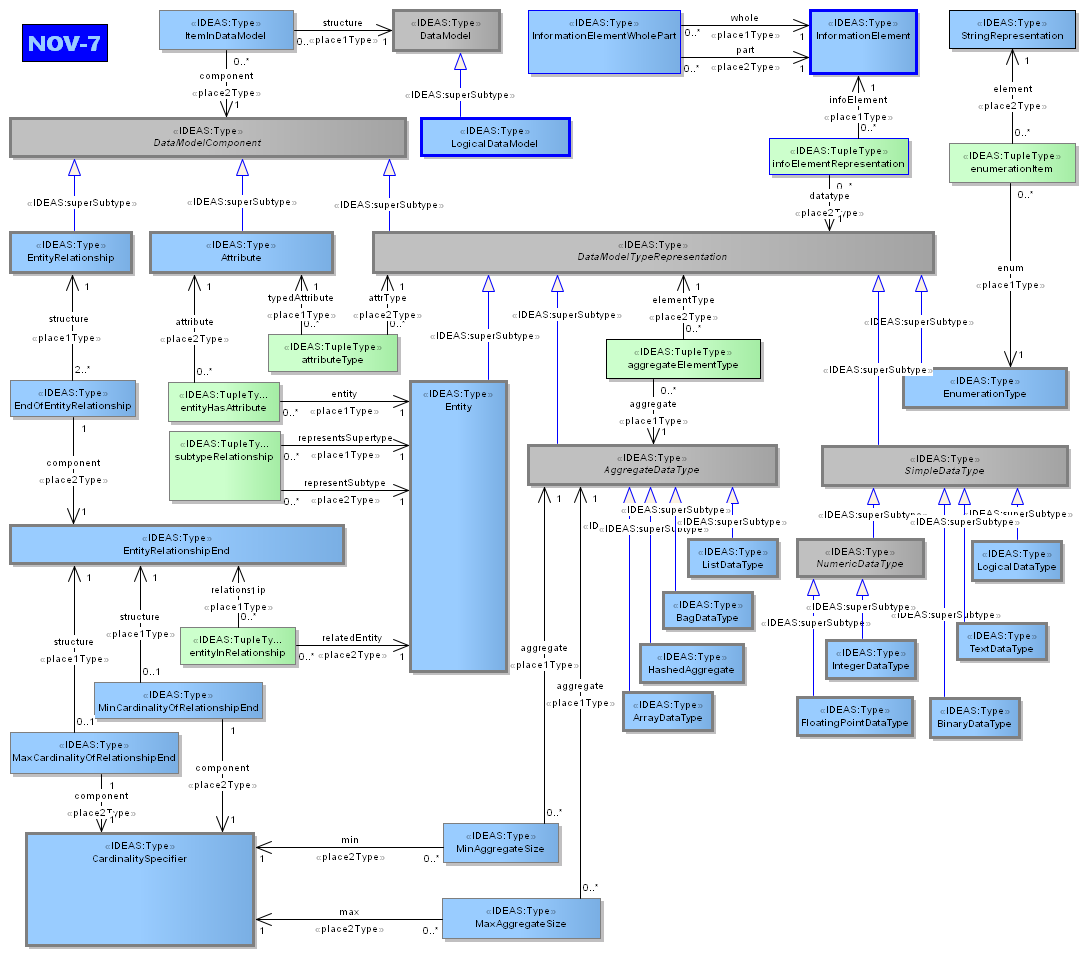 NOV-7
«IDEAS:Type»
ItemInDataModel
structure
0..*
«place1Type»
1
«IDEAS:Type»
DataModel
«IDEAS:Type»
InformationElementWholePart
whole
0..*
«place1Type»
1
part
0..*
«place2Type»
1
«IDEAS:Type»
InformationElement
«IDEAS:Type»
StringRepresentation
0..*
component
«place2Type»
1
«IDEAS:superSubtype»
«IDEAS:Type»
LogicalDataModel
1
infoElement
«place1Type»
0..*
1
element
«place2Type»
0..*
«IDEAS:Type»
DataModelComponent
«IDEAS:TupleType»
infoElementRepresentation
«IDEAS:TupleType»
enumerationItem
0..*
datatype
«place2Type»
1
0..*
enum
«place1Type»
1
«IDEAS:superSubtype»
«IDEAS:superSubtype»
«IDEAS:superSubtype»
«IDEAS:Type»
EntityRelationship
«IDEAS:Type»
Attribute
«IDEAS:Type»
DataModelTypeRepresentation
1
structure
«place1Type»
2..*
1
attribute
«place2Type»
0..*
1
typedAttribute
«place1Type»
0..*
1
attrType
«place2Type»
0..*
«IDEAS:TupleType»
attributeType
«IDEAS:superSubtype»
«IDEAS:superSubtype»
1
elementType
«place2Type»
0..*
«IDEAS:superSubtype»
«IDEAS:superSubtype»
«IDEAS:TupleType»
aggregateElementType
0..*
aggregate
«place1Type»
1
«IDEAS:Type»
EnumerationType
«IDEAS:Type»
EndOfEntityRelationship
1
component
«place2Type»
1
«IDEAS:TupleTy...
entityHasAttribute
entity
0..*
«place1Type»
1
«IDEAS:TupleTy...
subtypeRelationship
representsSupertype
0..*
«place1Type»
1
representSubtype
0..*
«place2Type»
1
«IDEAS:Type»
Entity
«IDEAS:Type»
AggregateDataType
«IDEAS:Type»
SimpleDataType
«IDEAS:superSubtype»
«IDEAS:superSubtype»
«IDEAS:superSubtype»
«IDEAS:superSubtype»
«IDEAS:superSubtype»
«IDEAS:Type»
EntityRelationshipEnd
«IDEAS:Type»
ListDataType
«IDEAS:Type»
NumericDataType
«IDEAS:Type»
LogicalDataType
1
structure
«place1Type»
0..1
1
structure
«place1Type»
0..1
«place1Type»
0..*
«IDEAS:Type»
BagDataType
«IDEAS:superSubtype»
«IDEAS:superSubtype»
«IDEAS:TupleTy...
entityInRelationship
relatedEntity
0..*
«place2Type»
1
«IDEAS:Type»
HashedAggregate
«IDEAS:Type»
IntegerDataType
«IDEAS:Type»
TextDataType
«IDEAS:Type»
MinCardinalityOfRelationshipEnd
«IDEAS:Type»
ArrayDataType
«IDEAS:Type»
FloatingPointDataType
«IDEAS:Type»
BinaryDataType
«IDEAS:Type»
MaxCardinalityOfRelationshipEnd
1
component
«place2Type»
1
1
component
«place2Type»
1
1
aggregate
«place1Type»
0..*
1
aggregate
«place1Type»
0..*
«IDEAS:Type»
CardinalitySpecifier
min
1
«place2Type»
0..*
«IDEAS:Type»
MinAggregateSize
max
1
«place2Type»
0..*
«IDEAS:Type»
MaxAggregateSize